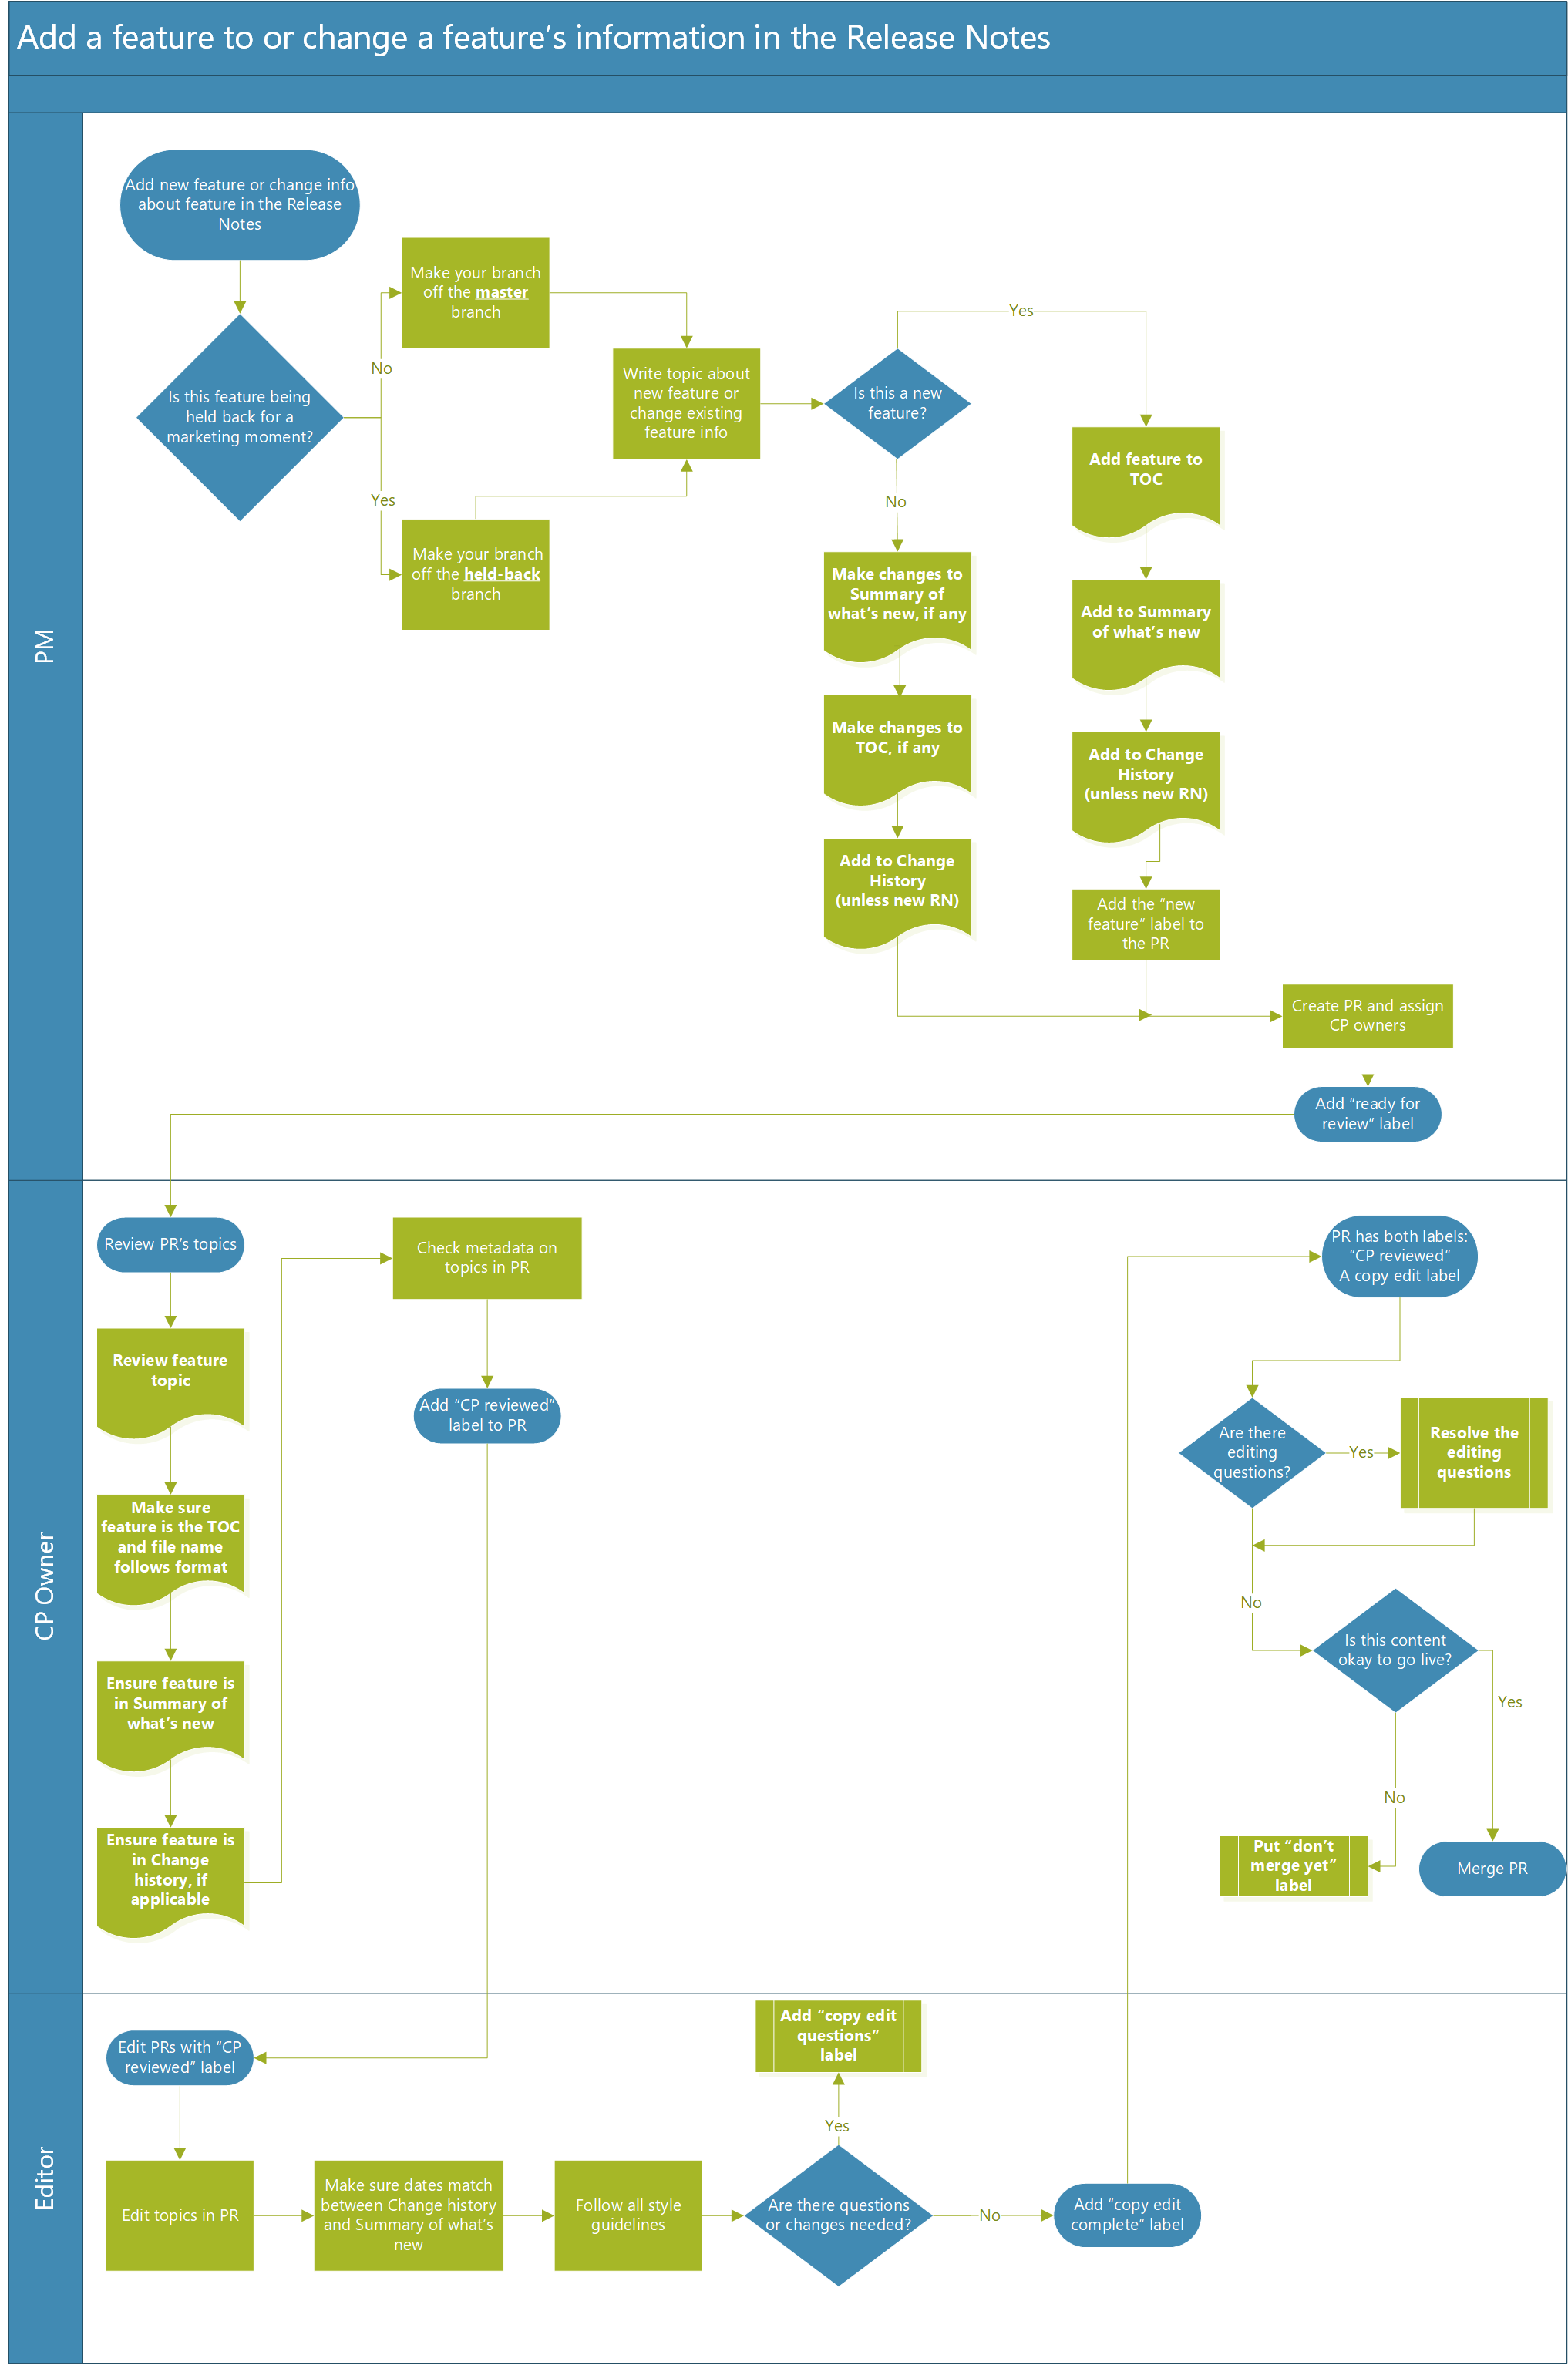 Add a feature to or change a feature’s information in the Release Notes
PM
Add new feature or change info
about feature in the Release
Notes
Is this feature being
held back for a
marketing moment?
No
Yes
Make your branch
off the master
branch
Make your branch
off the held-back
branch
Write topic about
new feature or
change existing
feature info
Is this a new
feature?
Yes
No
Make changes to
Summary of
what’s new, if any
Make changes to
TOC, if any
Add to Change
History
(unless new RN)
Add feature to
TOC
Add to Summary
of what’s new
Add to Change
History
(unless new RN)
Add the “new
feature” label to
the PR
Create PR and assign
CP owners
Add “ready for
review” label
CP Owner
Review PR’s topics
Review feature
topic
Make sure
feature is the TOC
and file name
follows format
Ensure feature is
in Summary of
what’s new
Ensure feature is
in Change
history, if
applicable
Check metadata on
topics in PR
Add “CP reviewed”
label to PR
PR has both labels:
“CP reviewed”
A copy edit label
Are there
editing
questions?
Yes
Resolve the
editing
questions
No
Is this content
okay to go live?
Yes
No
Put “don’t
merge yet”
label
Merge PR
Editor
Edit PRs with “CP
reviewed” label
Edit topics in PR
Make sure dates match
between Change history
and Summary of what’s
new
Follow all style
guidelines
Are there questions
or changes needed?
Yes
Add “copy edit
questions”
label
No
Add “copy edit
complete” label